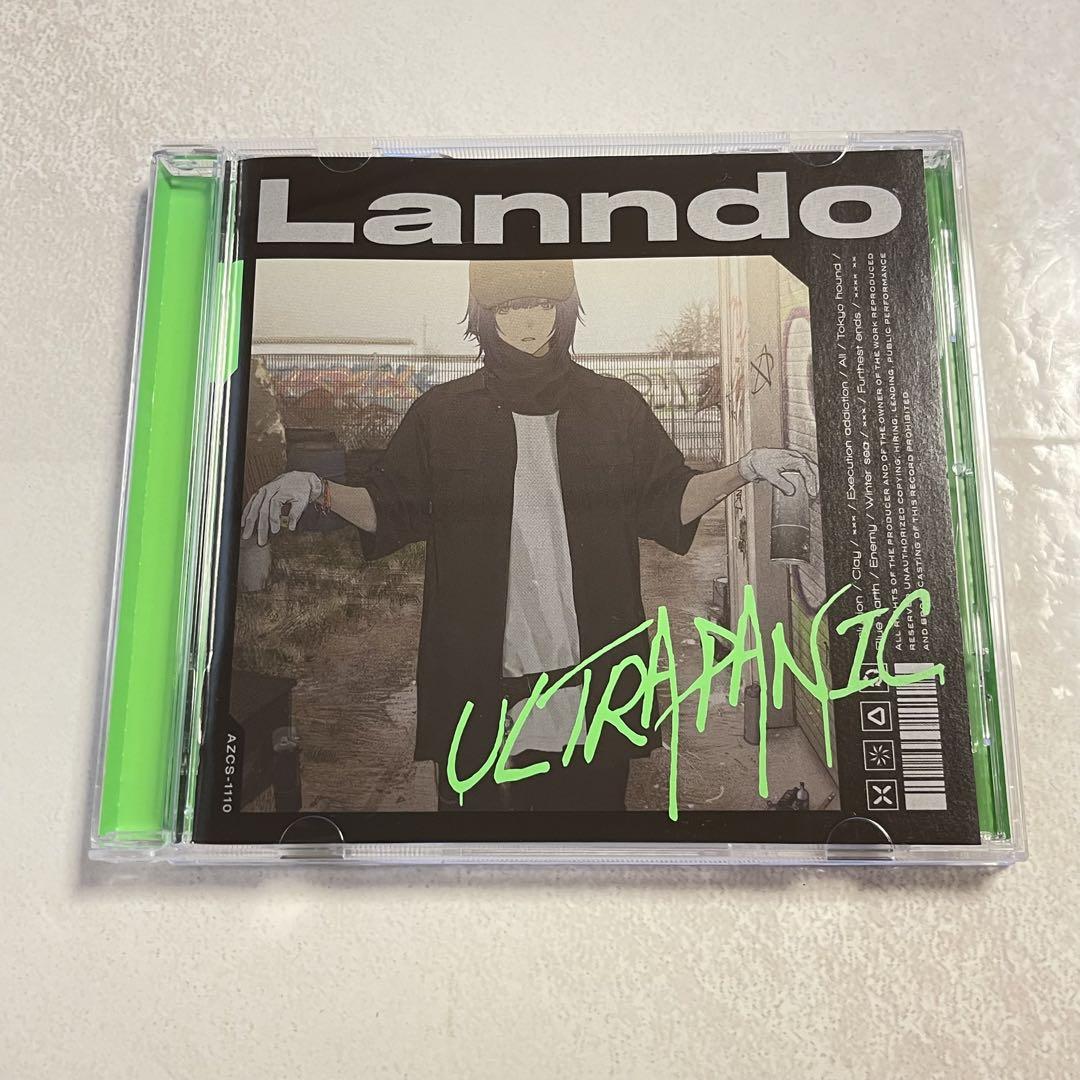 Lanndo
ULTRAPANIC
Clay / ××× / Execution addiction / All / Tokyo hound /
Enemy / Winter sea / ××× / Furthest ends / ×××× ××
ALL RIGHTS OF THE PRODUCER AND OF THE OWNER OF THE WORK REPRODUCED
RESERVED. UNAUTHORIZED COPYING, HIRING, LENDING, PUBLIC PERFORMANCE
AND BROADCASTING OF THIS RECORD PROHIBITED.
AZCS-1110